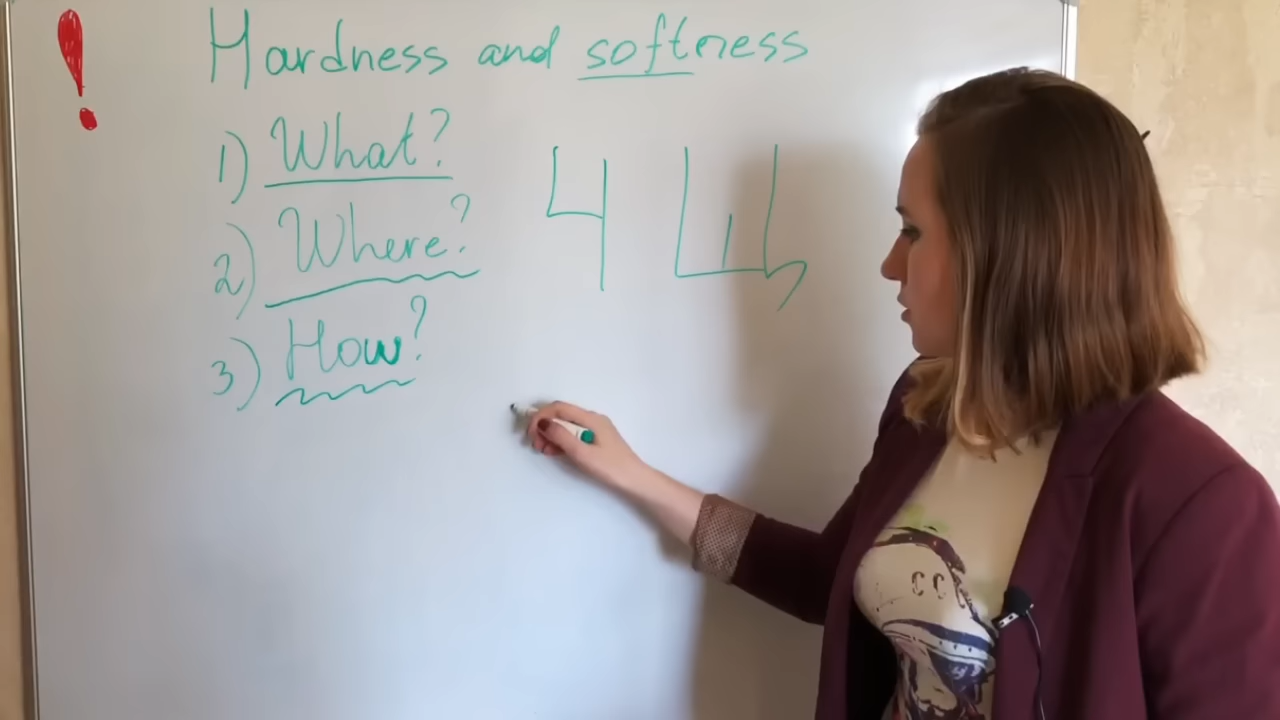 Hardness and softness
1) What?
2) Where?
3) How?
Ч Щ